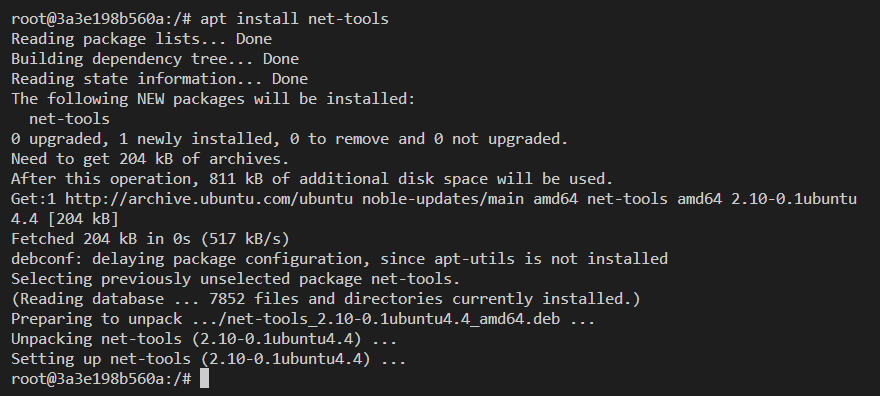 root@3a3e198b560a:/# apt install net-tools
Reading package lists... Done
Building dependency tree... Done
Reading state information... Done
The following NEW packages will be installed:
  net-tools
0 upgraded, 1 newly installed, 0 to remove and 0 not upgraded.
Need to get 204 kB of archives.
After this operation, 811 kB of additional disk space will be used.
Get:1 http://archive.ubuntu.com/ubuntu noble-updates/main amd64 net-tools amd64 2.10-0.1ubuntu
4.4 [204 kB]
Fetched 204 kB in 0s (517 kB/s)
debconf: delaying package configuration, since apt-utils is not installed
Selecting previously unselected package net-tools.
(Reading database ... 7852 files and directories currently installed.)
Preparing to unpack .../net-tools_2.10-0.1ubuntu4.4_amd64.deb ...
Unpacking net-tools (2.10-0.1ubuntu4.4) ...
Setting up net-tools (2.10-0.1ubuntu4.4) ...
root@3a3e198b560a:/#